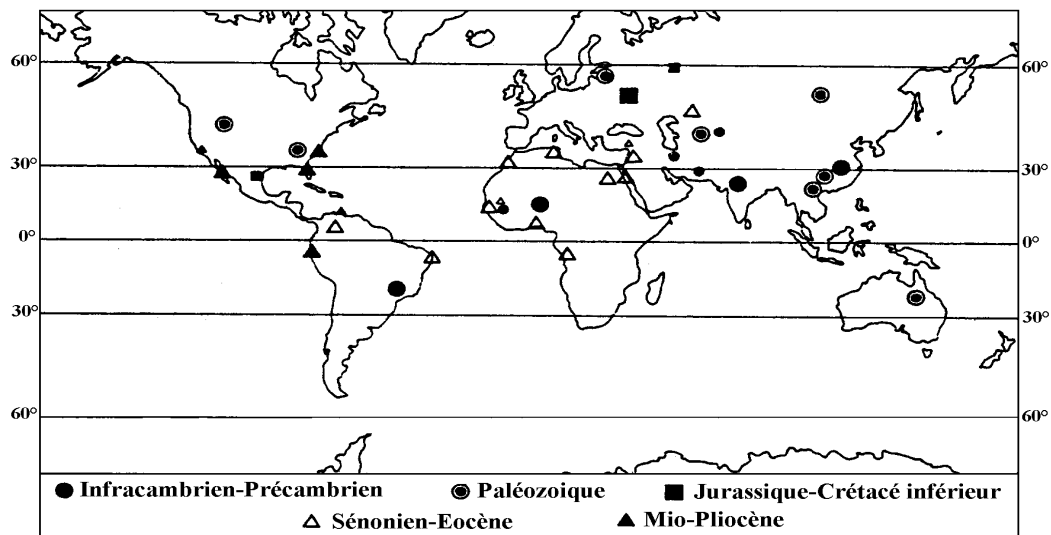 60° 60°
30° 30°
0° 0°
30° 30°
60° 60°
Infracambrien-Précambrien Paléozoique Jurassique-Crétacé inférieur
Sénonien-Eocène Mio-Pliocène